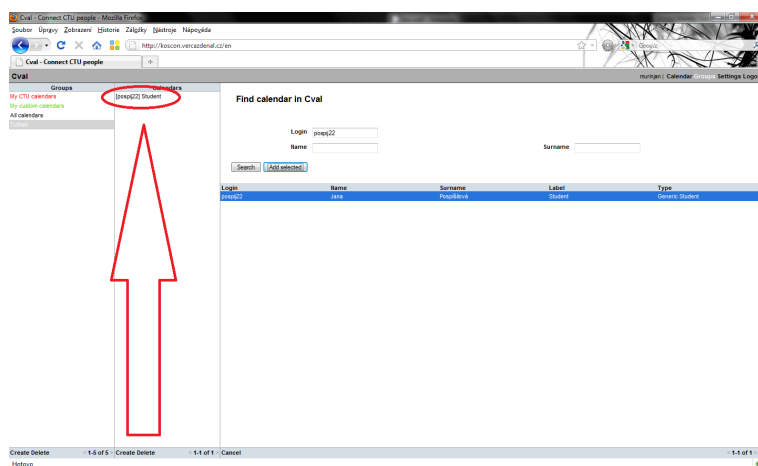 Cval - Connect CTU people - Mozilla Firefox
Soubor Úpravy Zobrazení Historie Záložky Nástroje Nápověda
http://koscon.vercazdenal.cz/en
Google
Cval - Connect CTU people
Cval
nunvjan | Calendar Groups Settings Logo
Groups
Calendars
My CTU calendars
[pospij22] Student
My custom calendars
All calendars
Find calendar in Cval
Login pospij22
Name
Surname
Search Add selected
Login Name Surname Label Type
pospij22 Jana Pospíšilová Student Generic Student
Create Delete < 1-5 of 5 > Create Delete < 1-1 of 1 > Cancel < 1-1 of 1 >
Hotovo